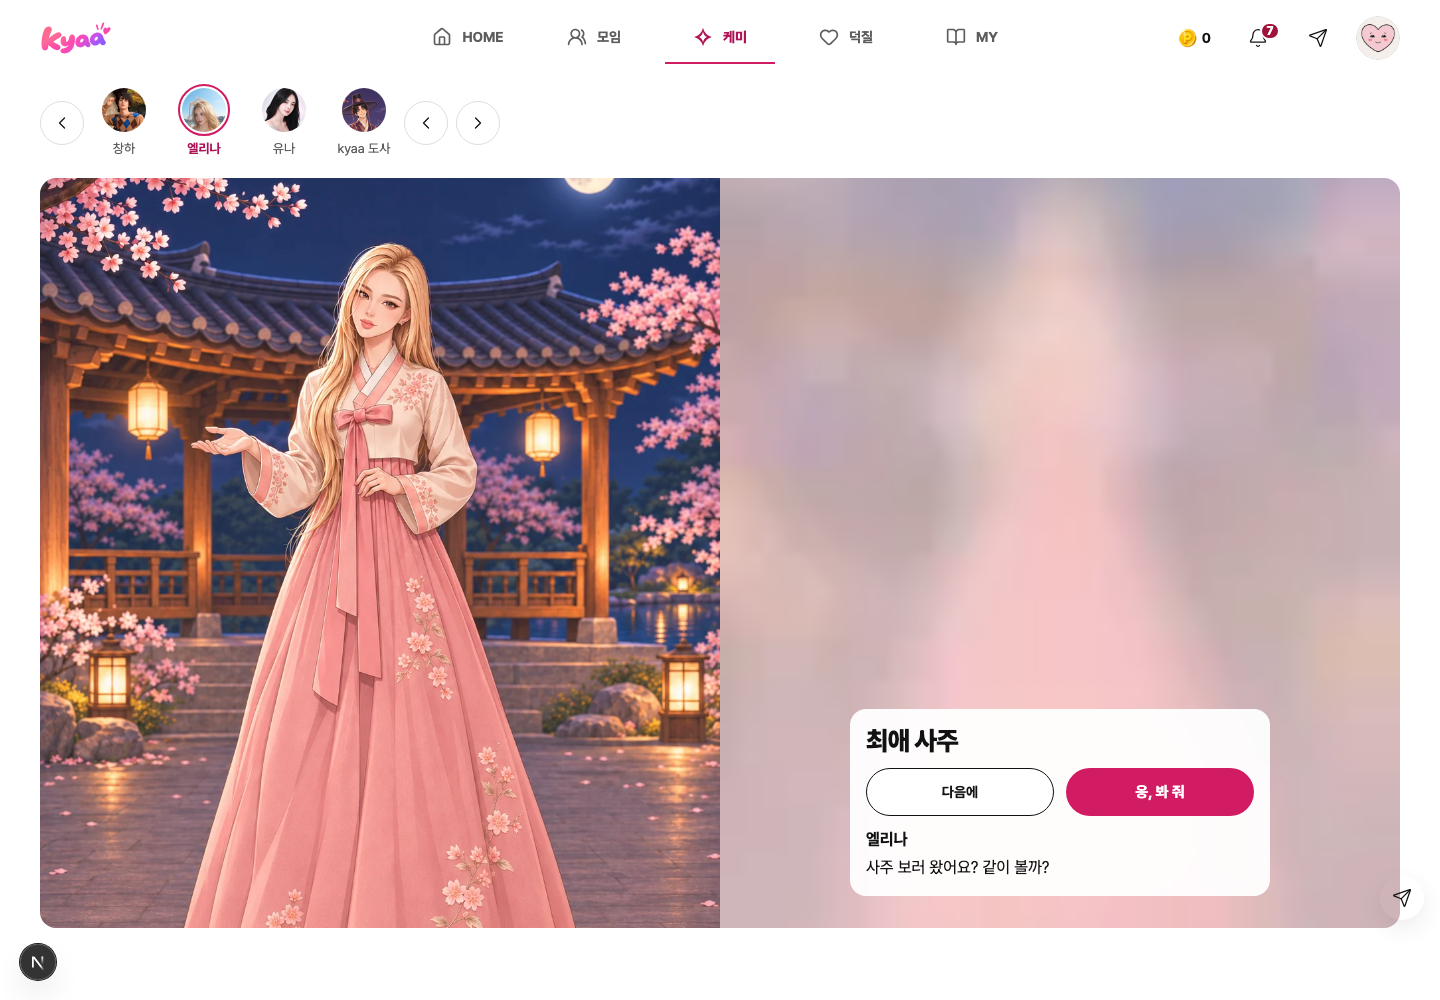 kyaa
HOME
모임
케미
덕질
MY
0
7
창하
엘리나
유나
kyaa 도사
최애 사주
다음에
응, 봐 줘
엘리나
사주 보러 왔어요? 같이 볼까?
N